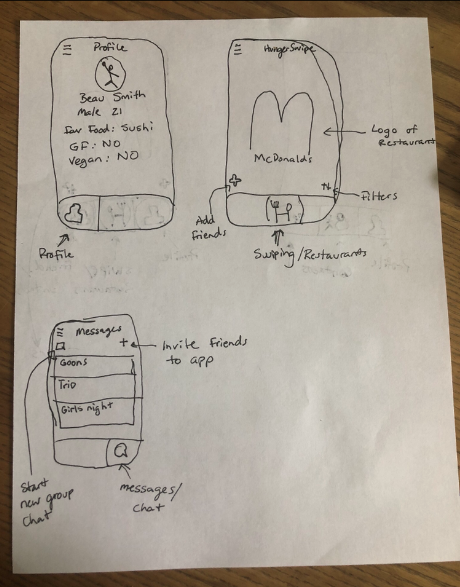 Profile
Beau Smith
Male 21
Fav Food: Sushi
GF: NO
Vegan: NO
Profile
HungerSwipe
McDonalds
Logo of
Restaurant
Add
friends
Filters
Swiping/Restaurants
Messages
Goons
Trio
Girls night
Invite friends
to app
Start
new group
chat
messages/
chat